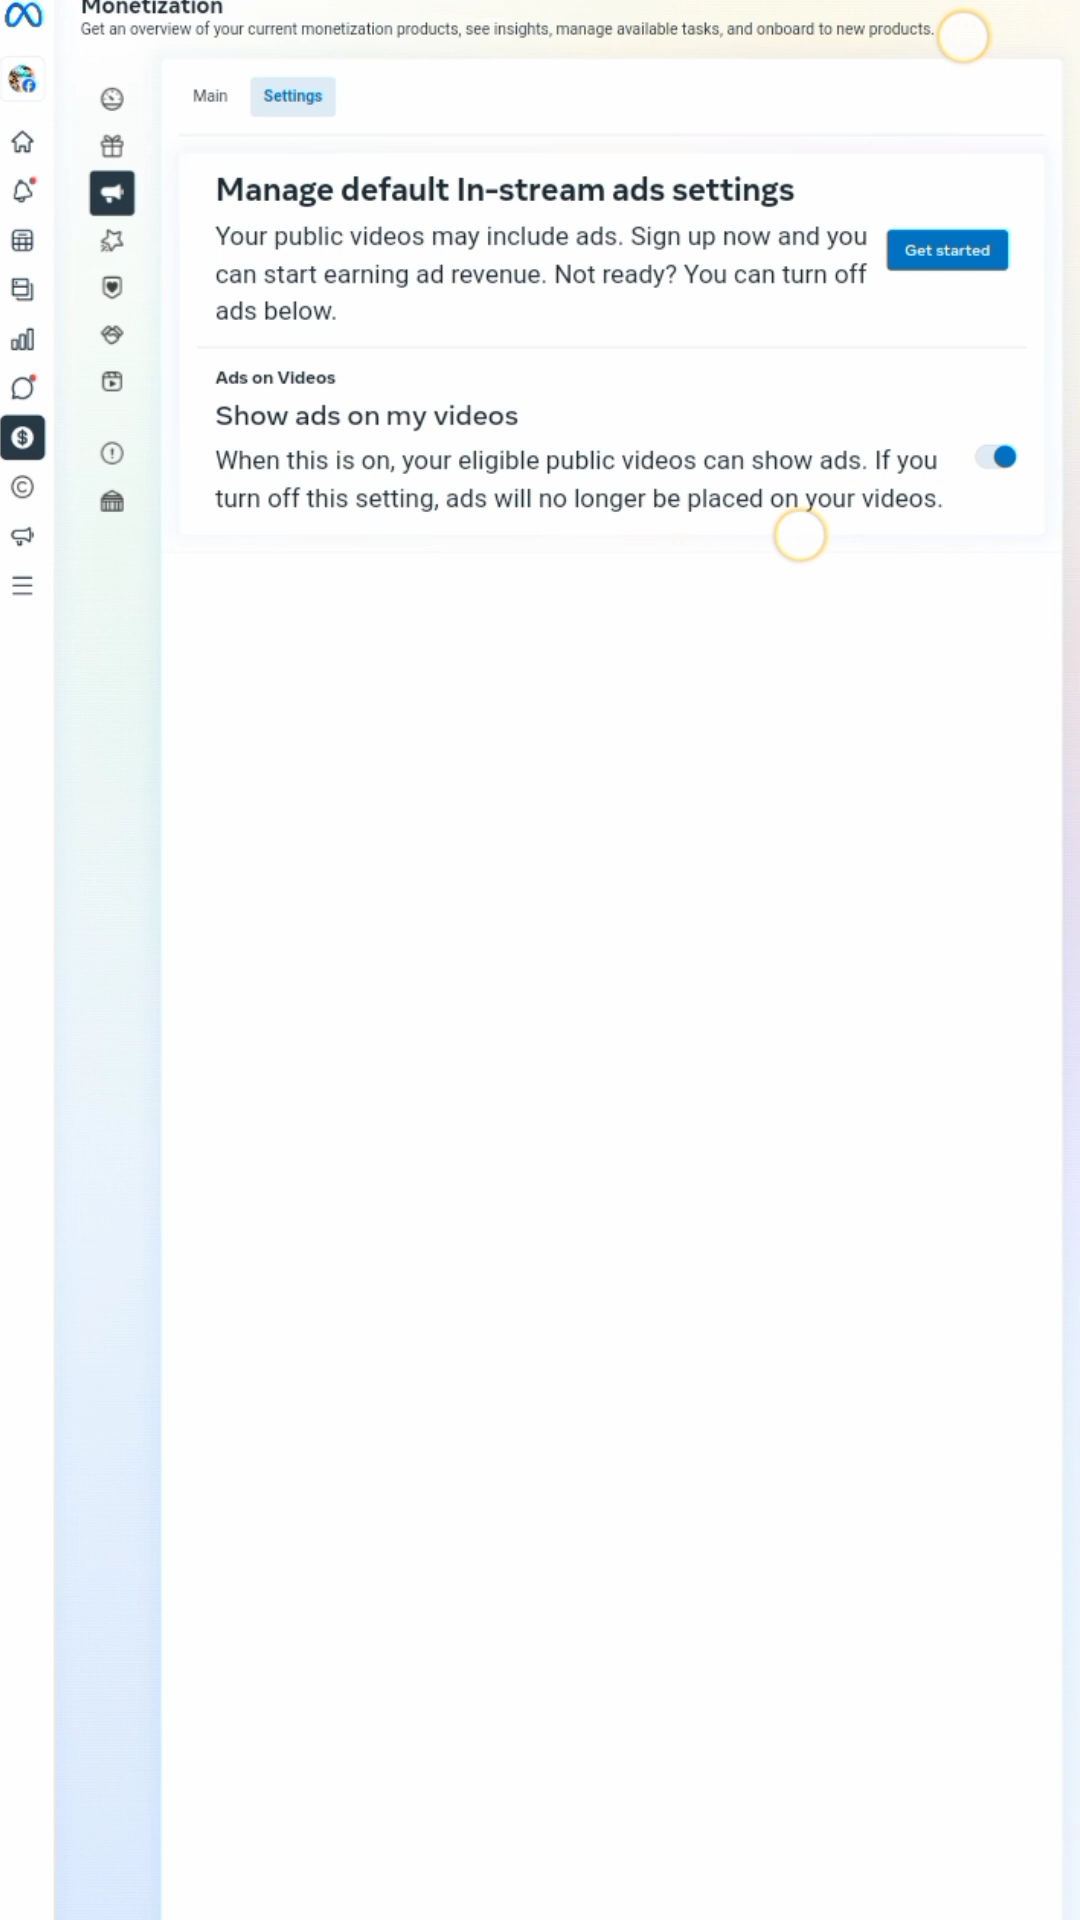 Monetization
Get an overview of your current monetization products, see insights, manage available tasks, and onboard to new products.
Main
Settings
Manage default In-stream ads settings
Your public videos may include ads. Sign up now and you
can start earning ad revenue. Not ready? You can turn off
ads below.
Get started
Ads on Videos
Show ads on my videos
When this is on, your eligible public videos can show ads. If you
turn off this setting, ads will no longer be placed on your videos.